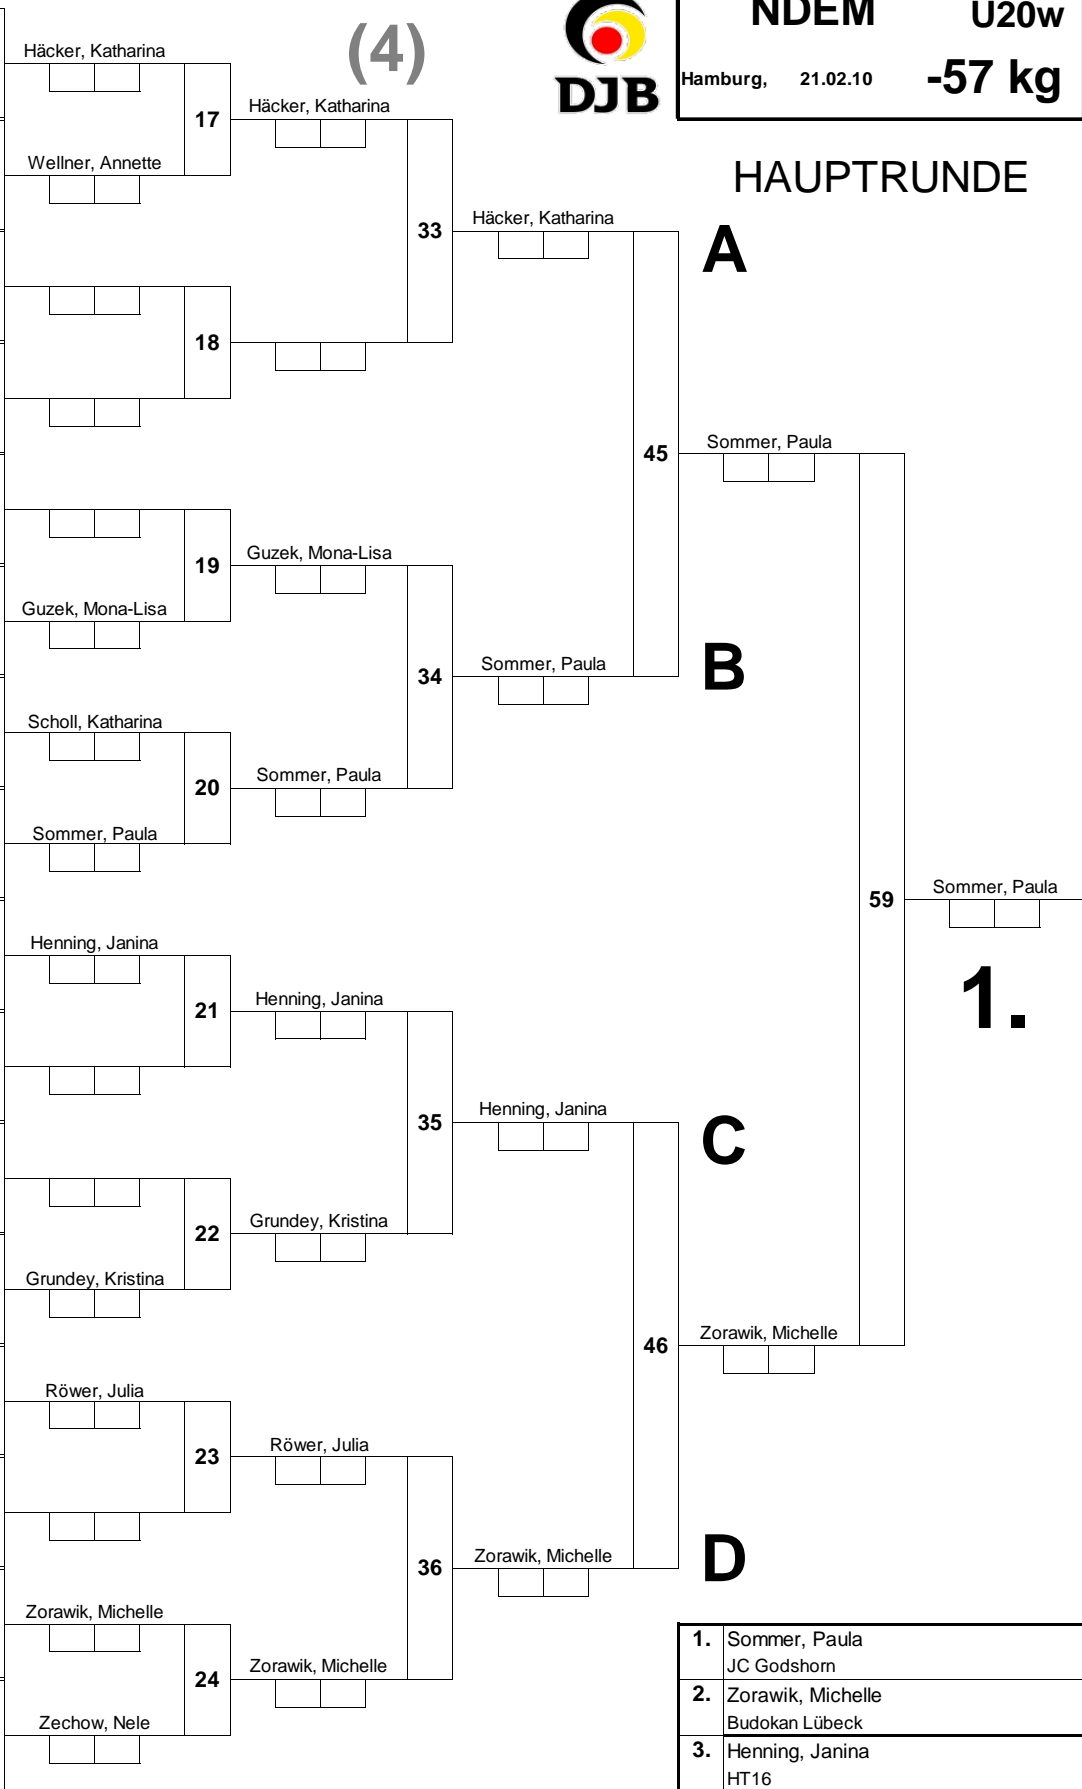 NDEM U20w
(4)
DJB
Hamburg, 21.02.10 -57 kg
HAUPTRUNDE
Häcker, Katharina
17
Häcker, Katharina
Wellner, Annette
33
Häcker, Katharina
A
18
45
Sommer, Paula
19
Guzek, Mona-Lisa
Guzek, Mona-Lisa
34
Sommer, Paula
B
Scholl, Katharina
20
Sommer, Paula
Sommer, Paula
59
Sommer, Paula
1.
Henning, Janina
21
Henning, Janina
35
Henning, Janina
C
22
Grundey, Kristina
Grundey, Kristina
46
Zorawik, Michelle
Röwer, Julia
23
Röwer, Julia
36
Zorawik, Michelle
D
Zorawik, Michelle
24
Zorawik, Michelle
Zechow, Nele
1. Sommer, Paula
JC Godshorn
2. Zorawik, Michelle
Budokan Lübeck
3. Henning, Janina
HT16